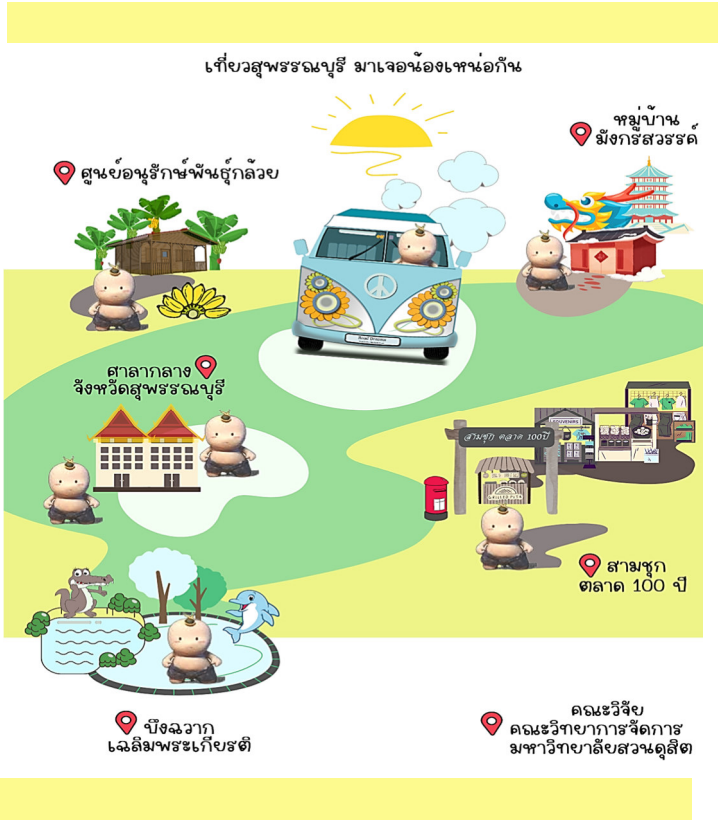 เที่ยวสุพรรณบุรี มาเจอน้องเหน่อกัน
หมู่บ้าน
มังกรสวรรค์
ศูนย์อนุรักษ์พันธุ์กล้วย
ศาลากลาง
จังหวัดสุพรรณบุรี
สามชุก ตลาด 100ปี
สามชุก
ตลาด 100 ปี
บึงฉวาก
เฉลิมพระเกียรติ
คณะวิจัย
คณะวิทยาการจัดการ
มหาวิทยาลัยสวนดุสิต